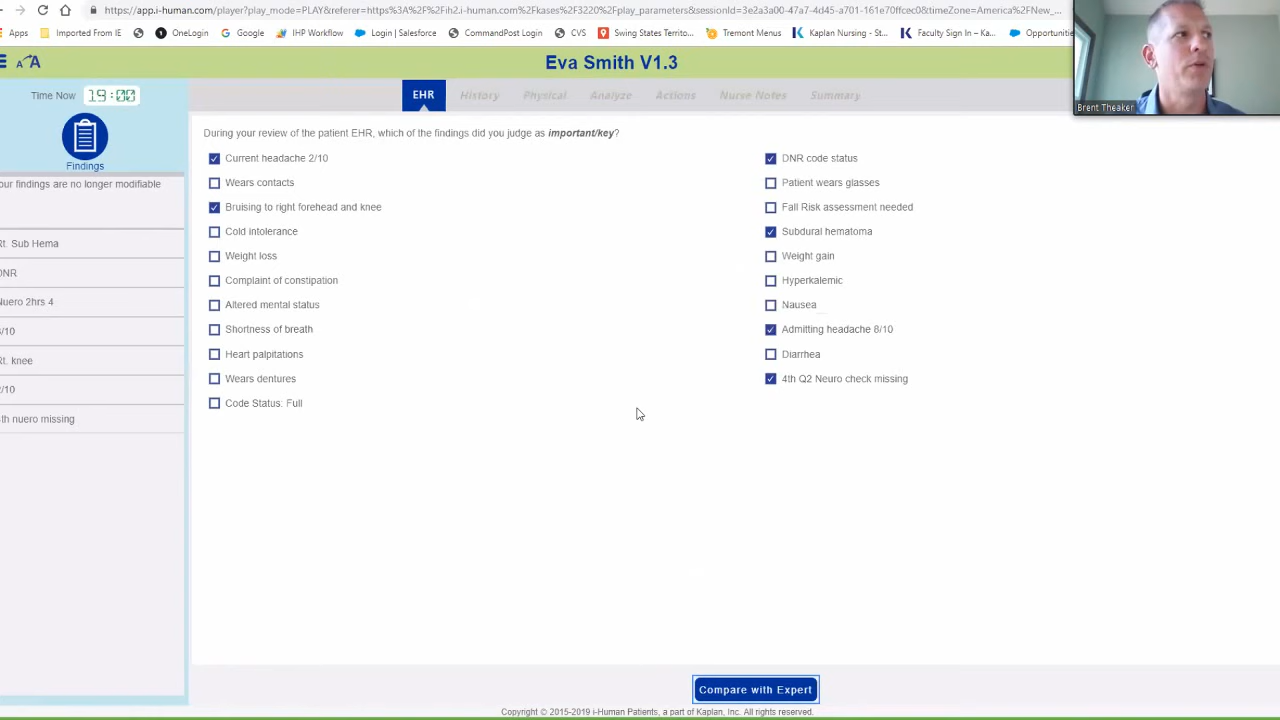 https://app.i-human.com/player?play_mode=PLAY&referer=https%3A%2F%2Fih2.i-human.com%2Fkases%2F3220%2Fplay_parameters&sessionId=3e2a3a00-47a7-4d45-a701-161e70ffcec0&timeZone=America%2FNew_...
Apps Imported From IE OneLogin Google IHP Workflow Login | Salesforce CommandPost Login CVS Swing States Territo... Tremont Menus Kaplan Nursing - St... Faculty Sign In – Ka... Opportunities
Brent Theaker
AA Eva Smith V1.3
Time Now 19:00
EHR History Physical Analyze Actions Nurse Notes Summary
Findings
our findings are no longer modifiable
Rt. Sub Hema
DNR
Nuero 2hrs 4
/10
Rt. knee
2/10
th nuero missing
During your review of the patient EHR, which of the findings did you judge as important/key?
Current headache 2/10
Wears contacts
Bruising to right forehead and knee
Cold intolerance
Weight loss
Complaint of constipation
Altered mental status
Shortness of breath
Heart palpitations
Wears dentures
Code Status: Full
DNR code status
Patient wears glasses
Fall Risk assessment needed
Subdural hematoma
Weight gain
Hyperkalemic
Nausea
Admitting headache 8/10
Diarrhea
4th Q2 Neuro check missing
Compare with Expert
Copyright © 2015-2019 i-Human Patients, a part of Kaplan, Inc. All rights reserved.